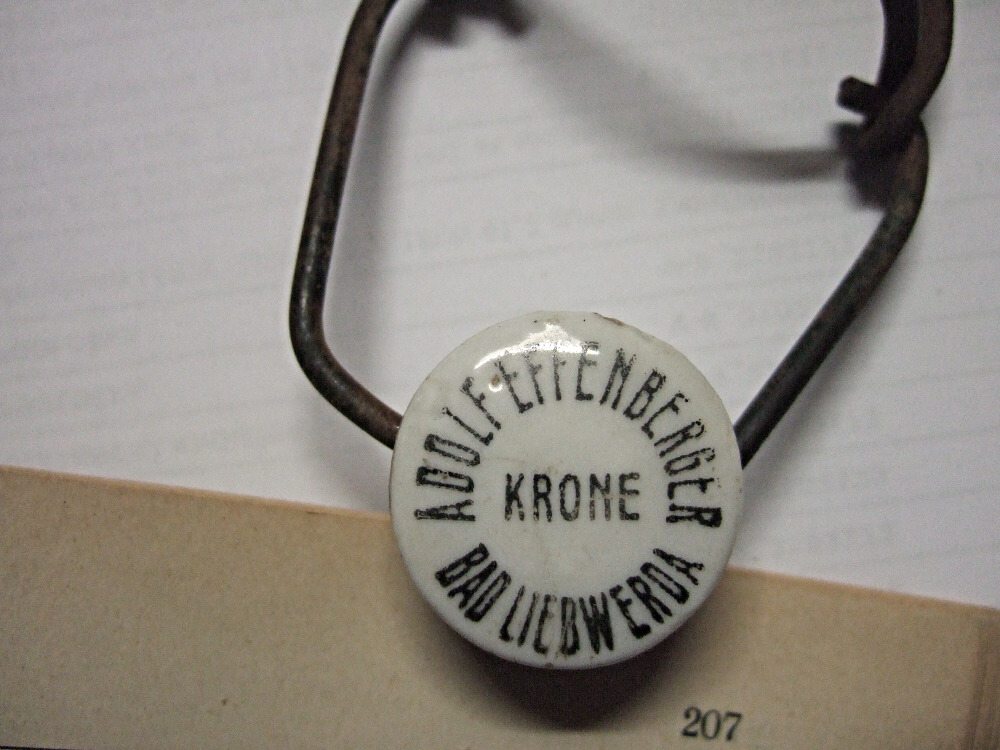 ADOLF EFFENBERGER
KRONE
BAD LIEBWERDA
207